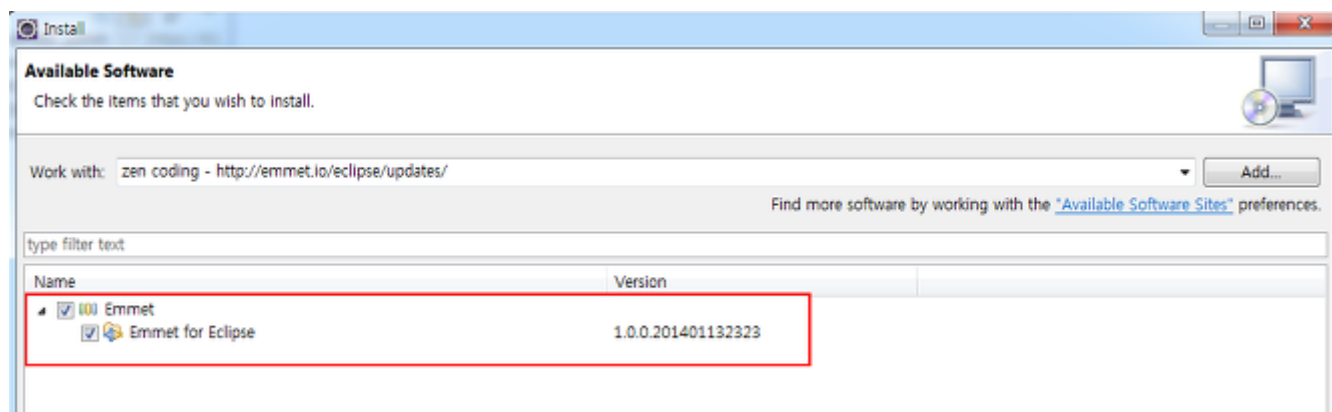 Install
Available Software
Check the items that you wish to install.
Work with: zen coding - http://emmet.io/eclipse/updates/ Add...
Find more software by working with the "Available Software Sites" preferences.
type filter text
Name Version
Emmet
Emmet for Eclipse 1.0.0.201401132323